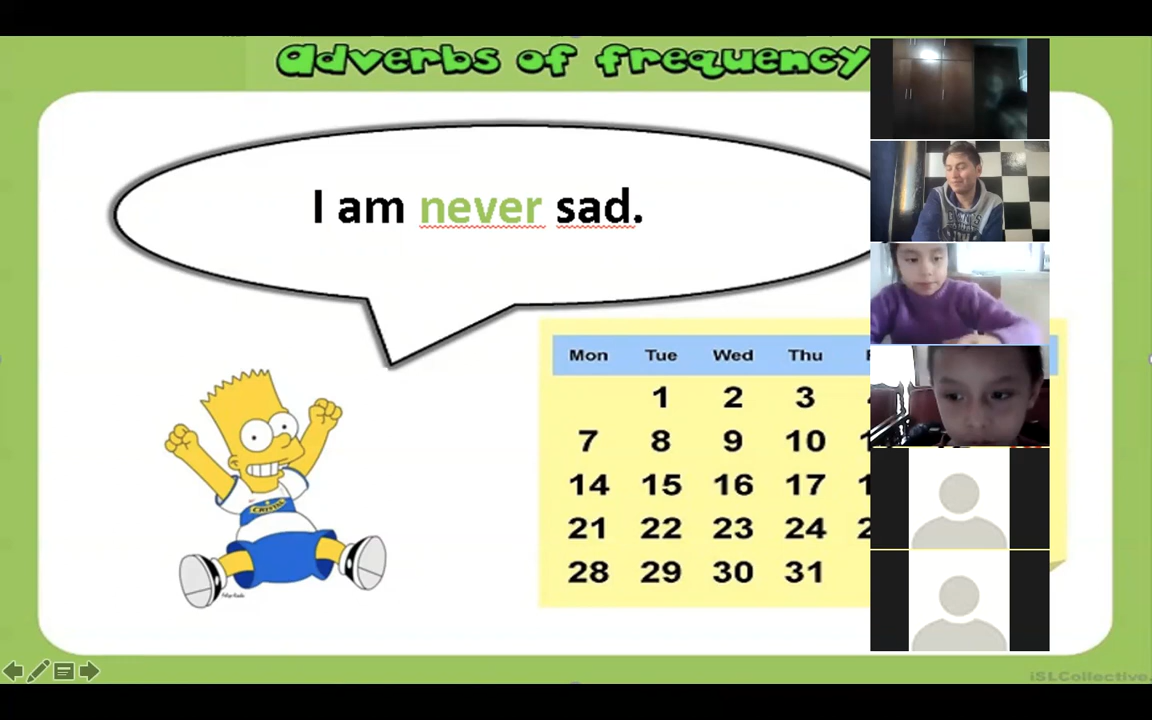 adverbs of frequency
I am never sad.
Mon Tue Wed Thu
1 2 3
7 8 9 10
14 15 16 17
21 22 23 24
28 29 30 31
iSLCollective.